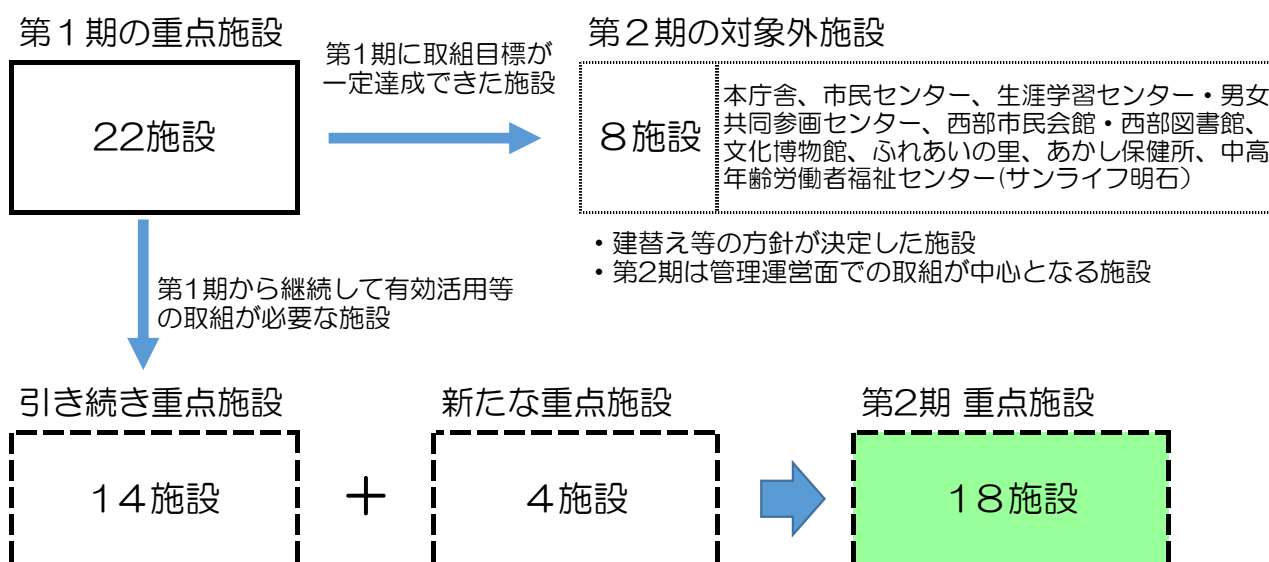 第1期の重点施設
22施設
第1期に取組目標が
一定達成できた施設
第2期の対象外施設
8施設
本庁舎、市民センター、生涯学習センター・男女
共同参画センター、西部市民会館・西部図書館、
文化博物館、ふれあいの里、あかし保健所、中高
年齢労働者福祉センター(サンライフ明石)
・建替え等の方針が決定した施設
・第2期は管理運営面での取組が中心となる施設
第1期から継続して有効活用等
の取組が必要な施設
引き続き重点施設
14施設
+
新たな重点施設
4施設
第2期 重点施設
18施設